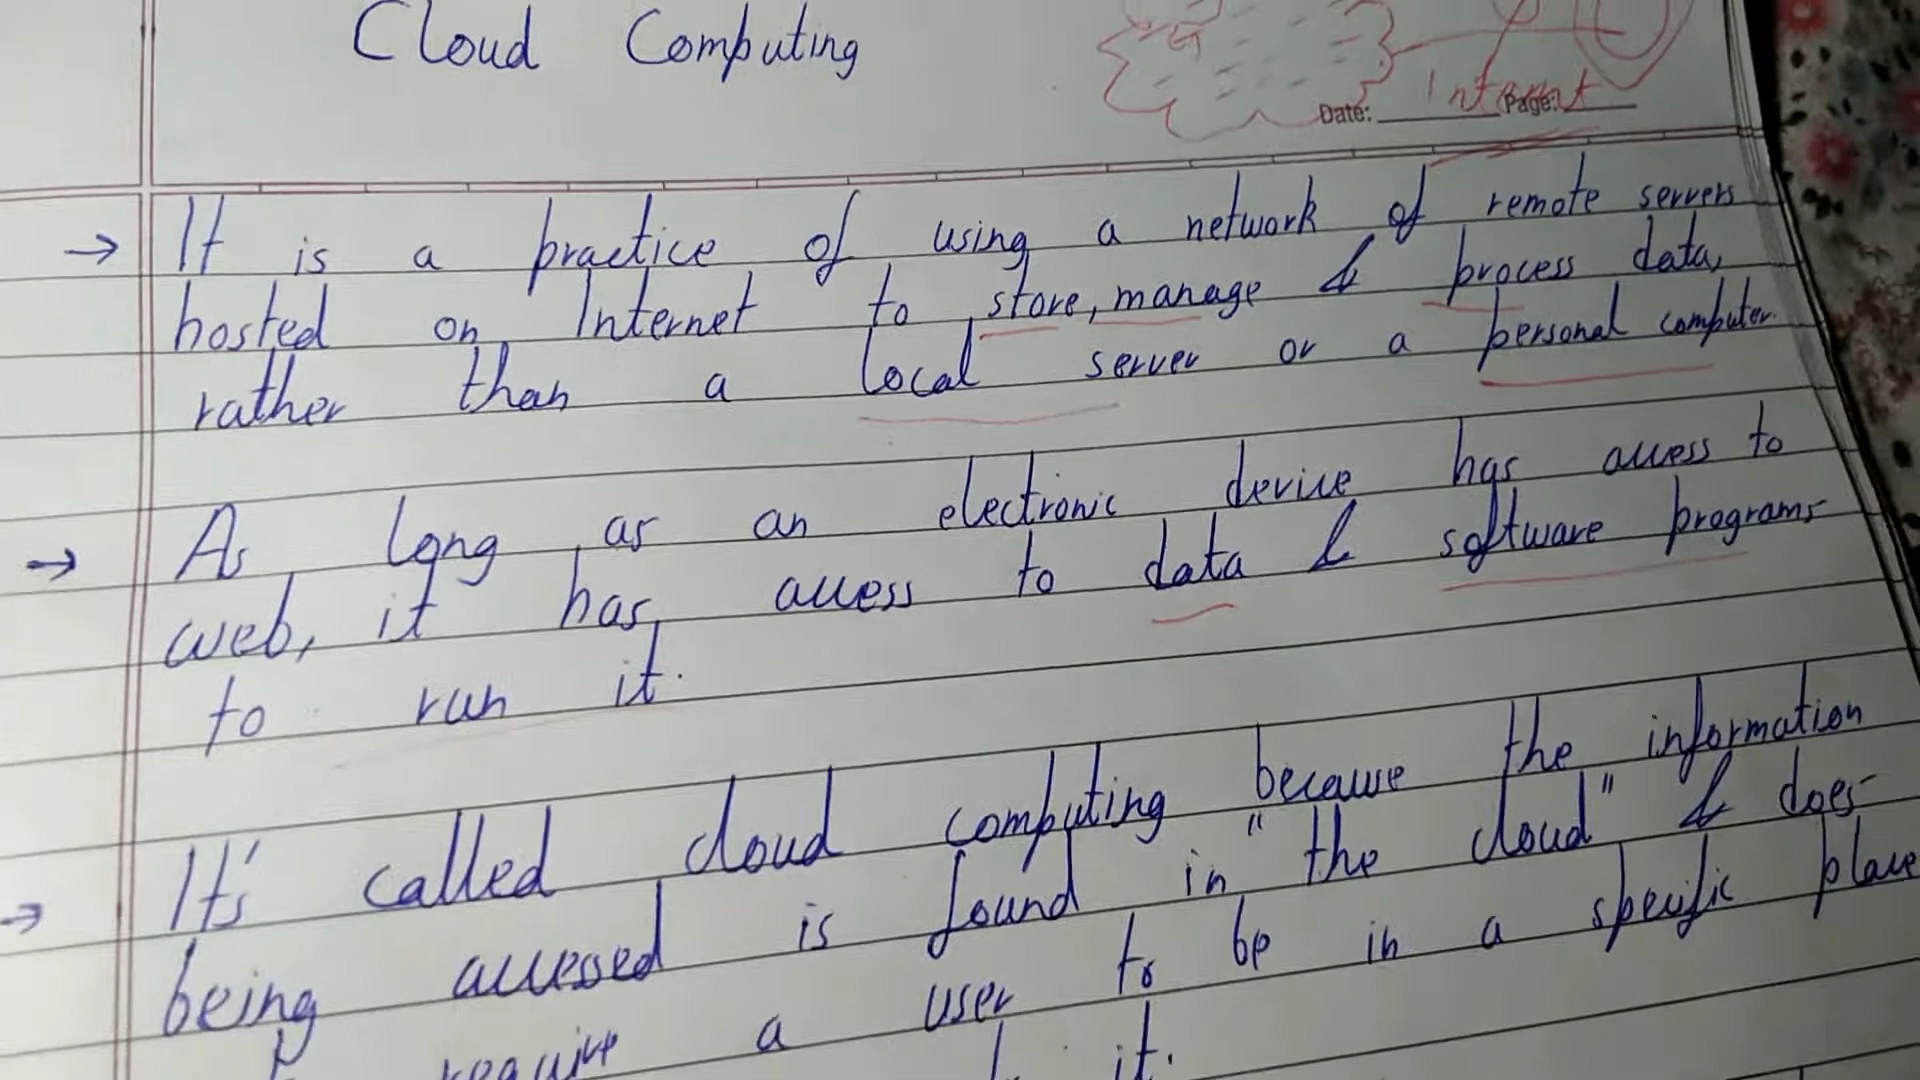 Cloud Computing
Internet
Date: Page:
→ It is a practice of using a network of remote servers
hosted on Internet to store, manage & process data,
rather than a local server or a personal computer.
→ As long as an electronic device has access to
web, it has access to data & software programs
to run it.
→ It's called cloud computing because the information
being accessed is found in "the cloud" & does
require a user to be in a specific place
it.